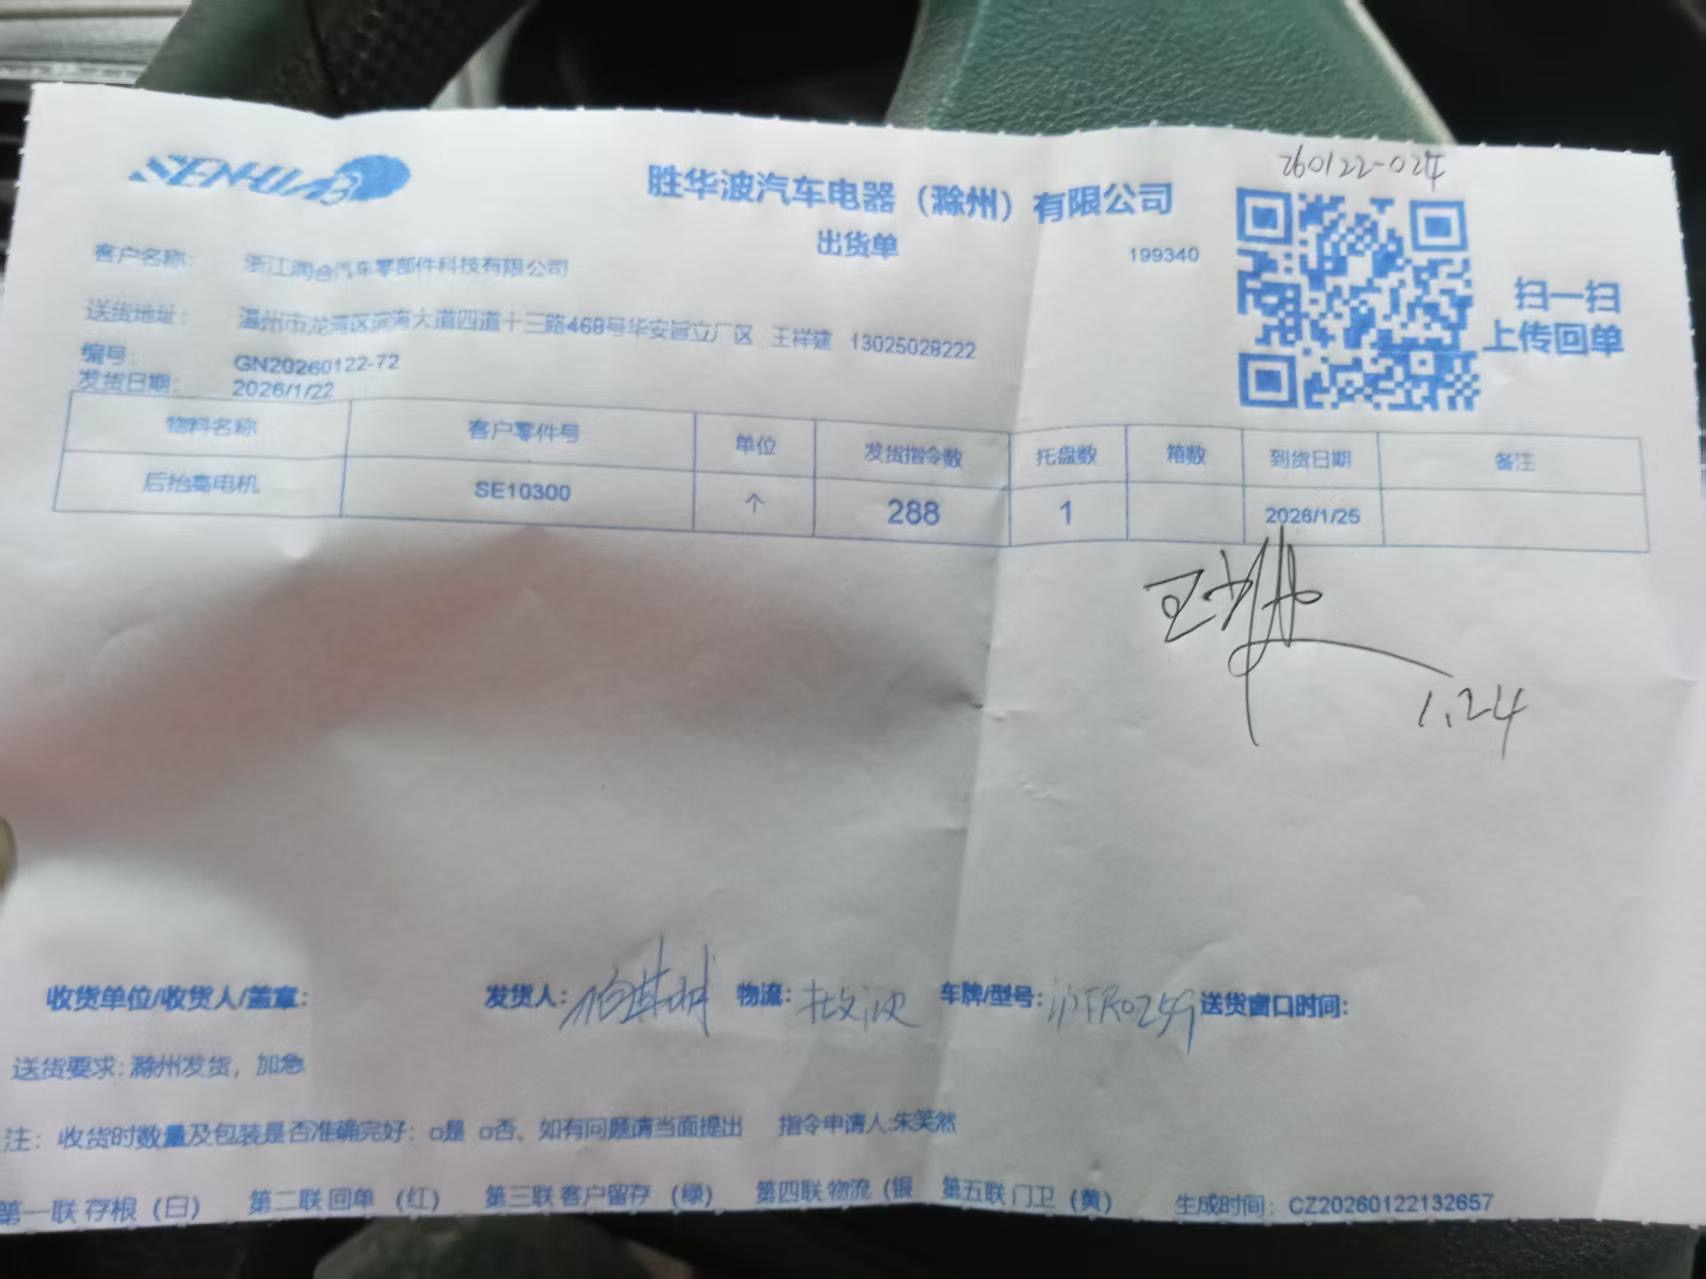 260122-024
SENHUA
胜华波汽车电器（滁州）有限公司
出货单
199340
扫一扫
上传回单
客户名称： 浙江润合汽车零部件科技有限公司
送货地址： 温州市龙湾区滨海大道四道十三路468号华安旨立厂区 王祥建 13025028222
编号： GN20260122-72
发货日期： 2026/1/22
物料名称 客户零件号 单位 发货指令数 托盘数 箱数 到货日期 备注
后抬高电机 SE10300 个 288 1 2026/1/25
1.24
收货单位/收货人/盖章： 发货人： 物流： 车牌/型号：沪FR0259 送货窗口时间：
送货要求：滁州发货，加急
注： 收货时数量及包装是否准确完好：o是 o否。如有问题请当面提出 指令申请人:朱笑然
第一联 存根（白） 第二联 回单 （红） 第三联 客户留存 （绿） 第四联 物流（银 第五联 门卫（黄） 生成时间：CZ20260122132657